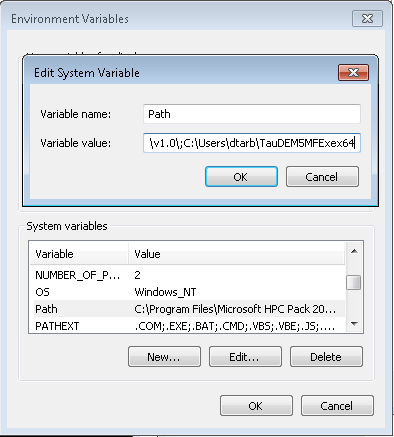 Environment Variables
Edit System Variable
Variable name:
Path
Variable value:
\v1.0\;C:\Users\dtarb\TauDEM5MFExex64
OK
Cancel
System variables
Variable Value
NUMBER_OF_P... 2
OS Windows_NT
Path C:\Program Files\Microsoft HPC Pack 20...
PATHEXT .COM;.EXE;.BAT;.CMD;.VBS;.VBE;.JS;....
New... Edit... Delete
OK Cancel